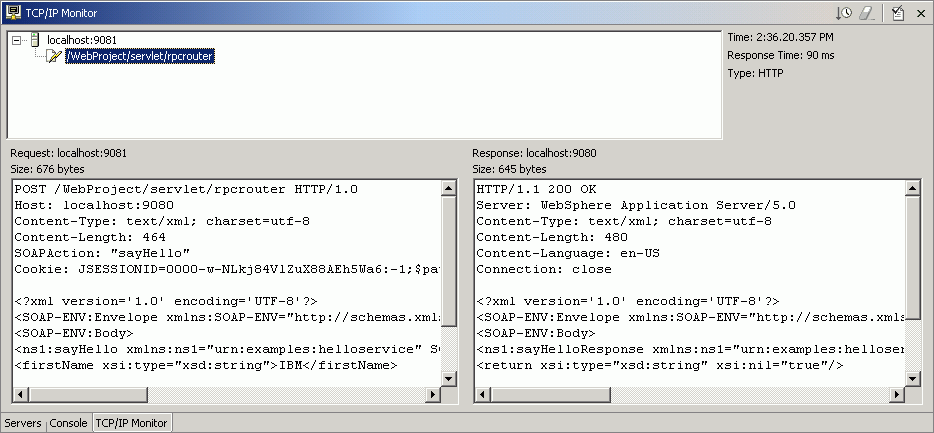 TCP/IP Monitor
localhost:9081
/WebProject/servlet/rpcrouter
Time: 2:36.20.357 PM
Response Time: 90 ms
Type: HTTP
Request: localhost:9081
Size: 676 bytes
POST /WebProject/servlet/rpcrouter HTTP/1.0
Host: localhost:9080
Content-Type: text/xml; charset=utf-8
Content-Length: 464
SOAPAction: "sayHello"
Cookie: JSESSIONID=0000-w-NLkj84VlZuX88AEh5Wa6:-1;$pa
<?xml version='1.0' encoding='UTF-8'?>
<SOAP-ENV:Envelope xmlns:SOAP-ENV="http://schemas.xmls
<SOAP-ENV:Body>
<ns1:sayHello xmlns:ns1="urn:examples:helloservice" SO
<firstName xsi:type="xsd:string">IBM</firstName>
Response: localhost:9080
Size: 645 bytes
HTTP/1.1 200 OK
Server: WebSphere Application Server/5.0
Content-Type: text/xml; charset=utf-8
Content-Length: 480
Content-Language: en-US
Connection: close
<?xml version='1.0' encoding='UTF-8'?>
<SOAP-ENV:Envelope xmlns:SOAP-ENV="http://schemas.xmls
<SOAP-ENV:Body>
<ns1:sayHelloResponse xmlns:ns1="urn:examples:helloser
<return xsi:type="xsd:string" xsi:nil="true"/>
Servers Console TCP/IP Monitor